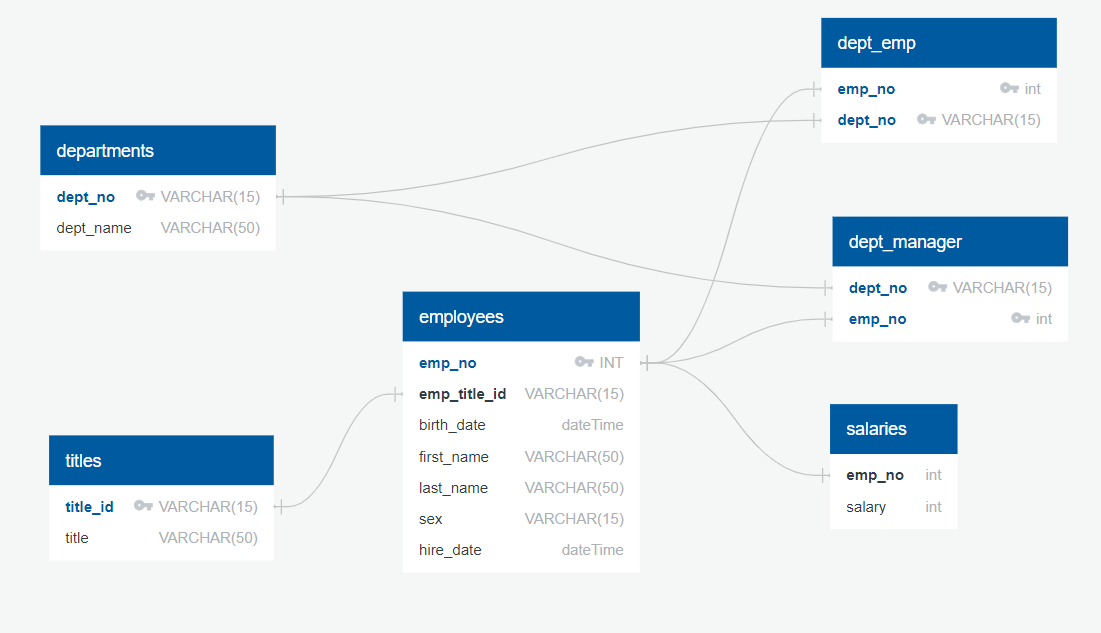 dept_emp
emp_no int
dept_no VARCHAR(15)
departments
dept_no VARCHAR(15)
dept_name VARCHAR(50)
dept_manager
dept_no VARCHAR(15)
emp_no int
employees
emp_no INT
emp_title_id VARCHAR(15)
birth_date dateTime
first_name VARCHAR(50)
last_name VARCHAR(50)
sex VARCHAR(15)
hire_date dateTime
salaries
emp_no int
salary int
titles
title_id VARCHAR(15)
title VARCHAR(50)